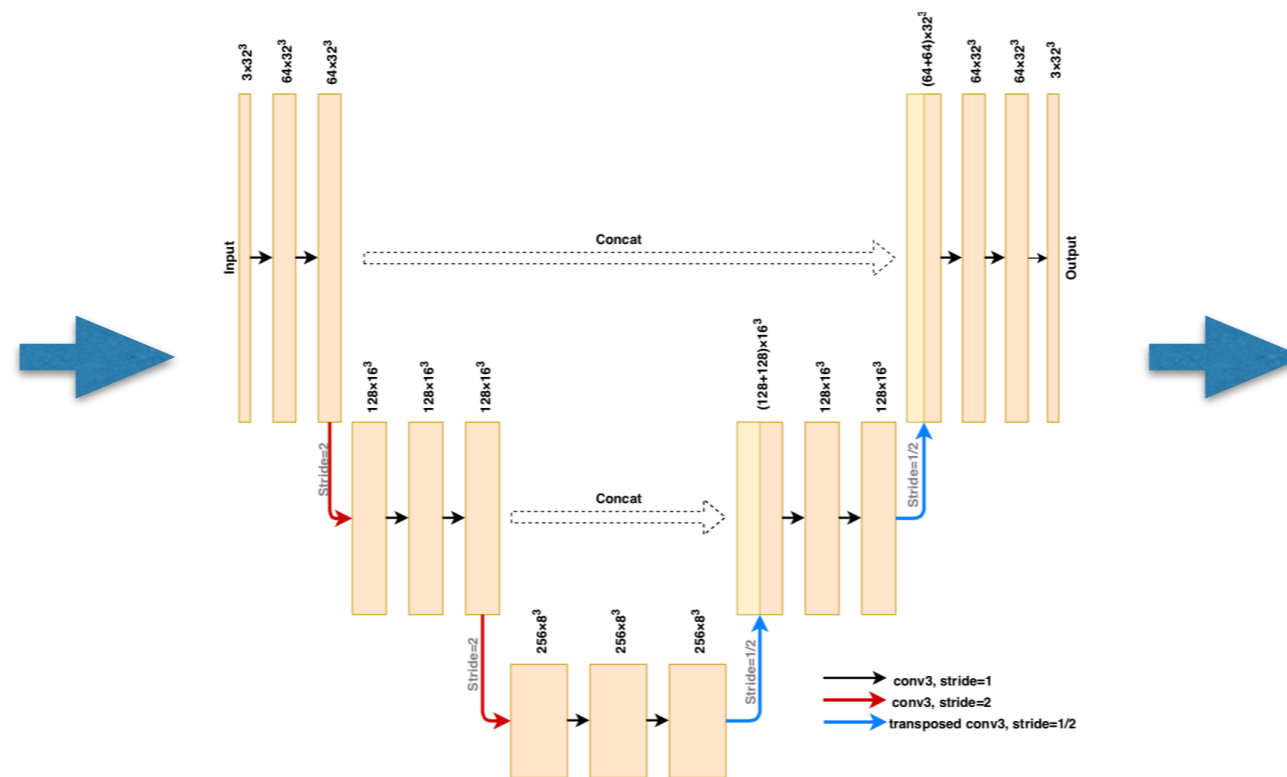 3×32³
64×32³
64×32³
(64+64)×32³
64×32³
64×32³
3×32³
Input
Concat
Output
128×16³
128×16³
128×16³
(128+128)×16³
128×16³
128×16³
Stride=2
Stride=1/2
Concat
256×8³
256×8³
256×8³
Stride=2
Stride=1/2
conv3, stride=1
conv3, stride=2
transposed conv3, stride=1/2